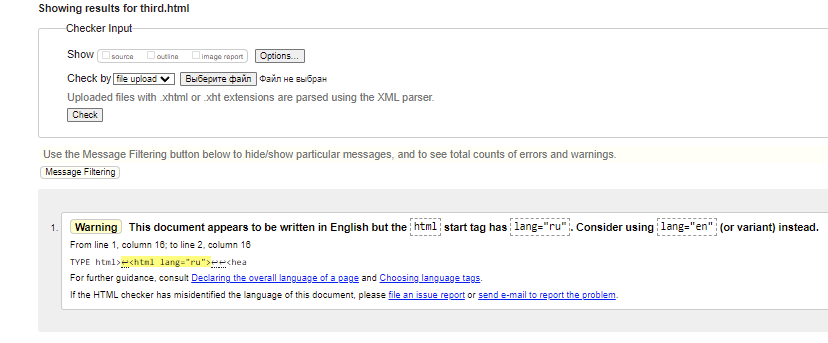 Showing results for third.html
Checker Input
Show source outline image report Options...
Check by file upload Выберите файл Файл не выбран
Uploaded files with .xhtml or .xht extensions are parsed using the XML parser.
Check
Use the Message Filtering button below to hide/show particular messages, and to see total counts of errors and warnings.
Message Filtering
1. Warning This document appears to be written in English but the html start tag has lang="ru". Consider using lang="en" (or variant) instead.
From line 1, column 16; to line 2, column 16
TYPE html>↩<html lang="ru">↩↩<hea
For further guidance, consult Declaring the overall language of a page and Choosing language tags.
If the HTML checker has misidentified the language of this document, please file an issue report or send e-mail to report the problem.